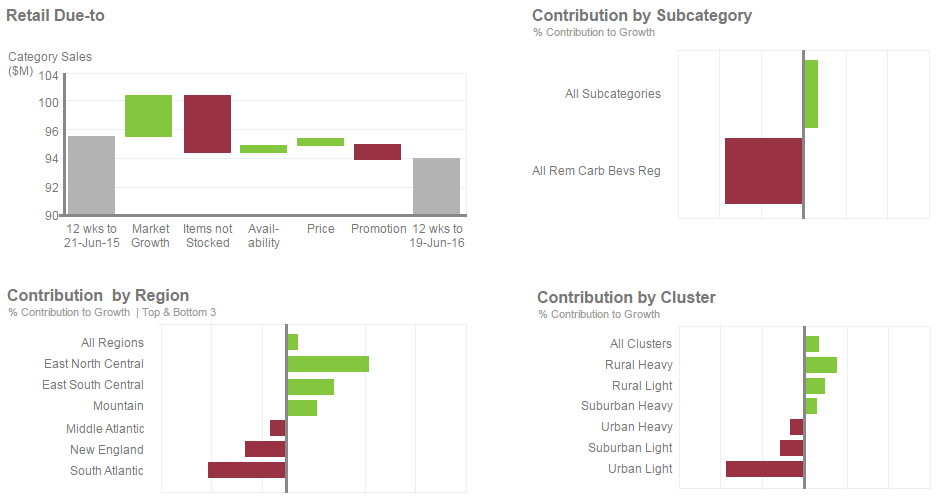 Retail Due-to
Category Sales
($M)
104
100
96
94
92
90
12 wks to
21-Jun-15
Market
Growth
Items not
Stocked
Avail-
ability
Price
Promotion
12 wks to
19-Jun-16
Contribution by Subcategory
% Contribution to Growth
All Subcategories
All Rem Carb Bevs Reg
Contribution  by Region
% Contribution to Growth  | Top & Bottom 3
All Regions
East North Central
East South Central
Mountain
Middle Atlantic
New England
South Atlantic
Contribution by Cluster
% Contribution to Growth
All Clusters
Rural Heavy
Rural Light
Suburban Heavy
Urban Heavy
Suburban Light
Urban Light